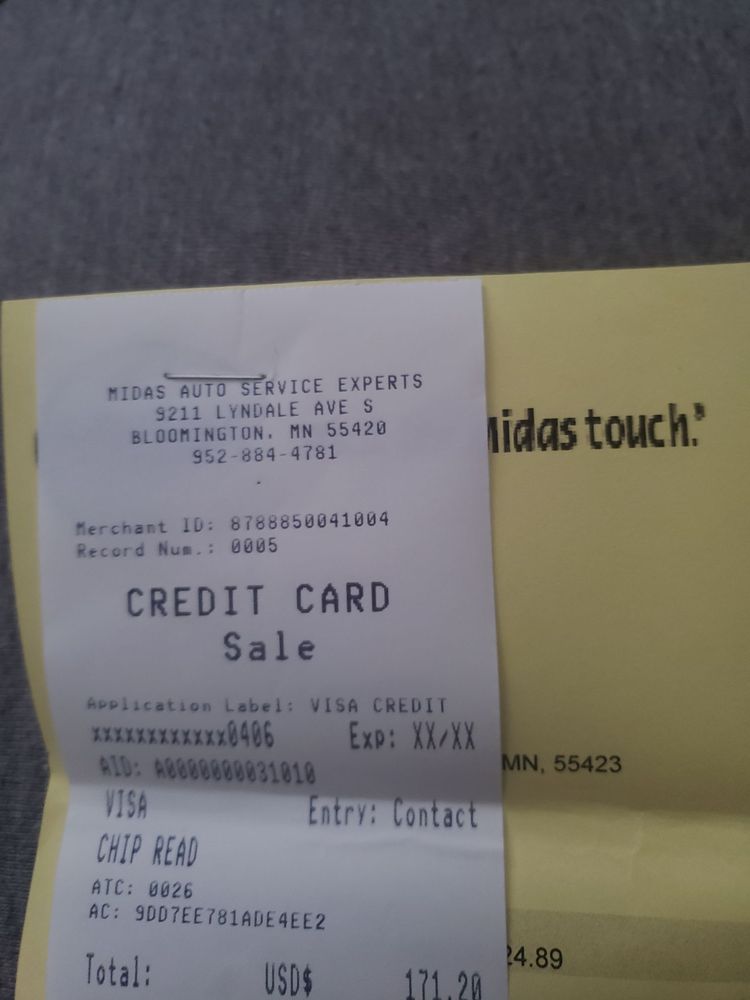 MIDAS AUTO SERVICE EXPERTS
9211 LYNDALE AVE S
BLOOMINGTON, MN 55420
952-884-4781
Midas touch.®
Merchant ID: 8788850041004
Record Num.: 0005
CREDIT CARD
Sale
Application Label: VISA CREDIT
xxxxxxxxxxxx0406 Exp: XX/XX
AID: A0000000031010
MN, 55423
VISA Entry: Contact
CHIP READ
ATC: 0026
AC: 9DD7EE781ADE4EE2
24.89
Total: USD$ 171.20